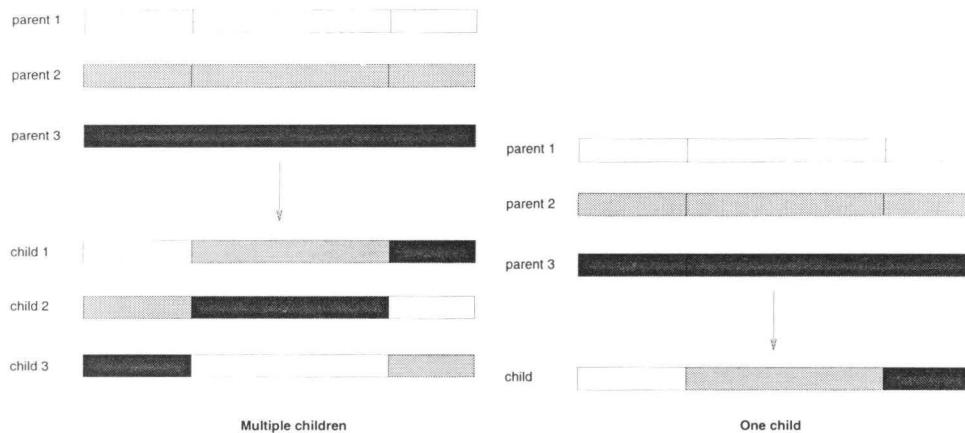 parent 1
parent 2
parent 3
child 1
child 2
child 3
Multiple children
parent 1
parent 2
parent 3
child
One child